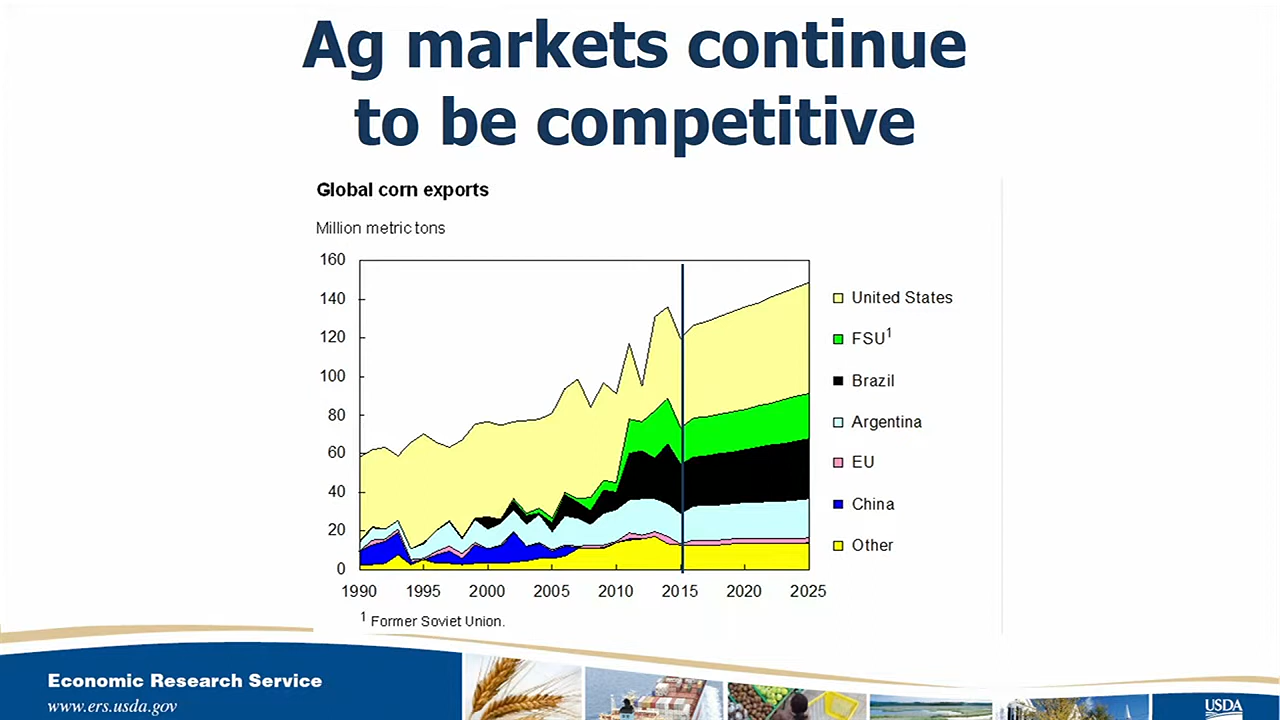 Ag markets continue
to be competitive
Global corn exports
Million metric tons
160
140
120
100
80
60
40
20
0
1990 1995 2000 2005 2010 2015 2020 2025
United States
FSU1
Brazil
Argentina
EU
China
Other
1 Former Soviet Union.
Economic Research Service
www.ers.usda.gov
USDA